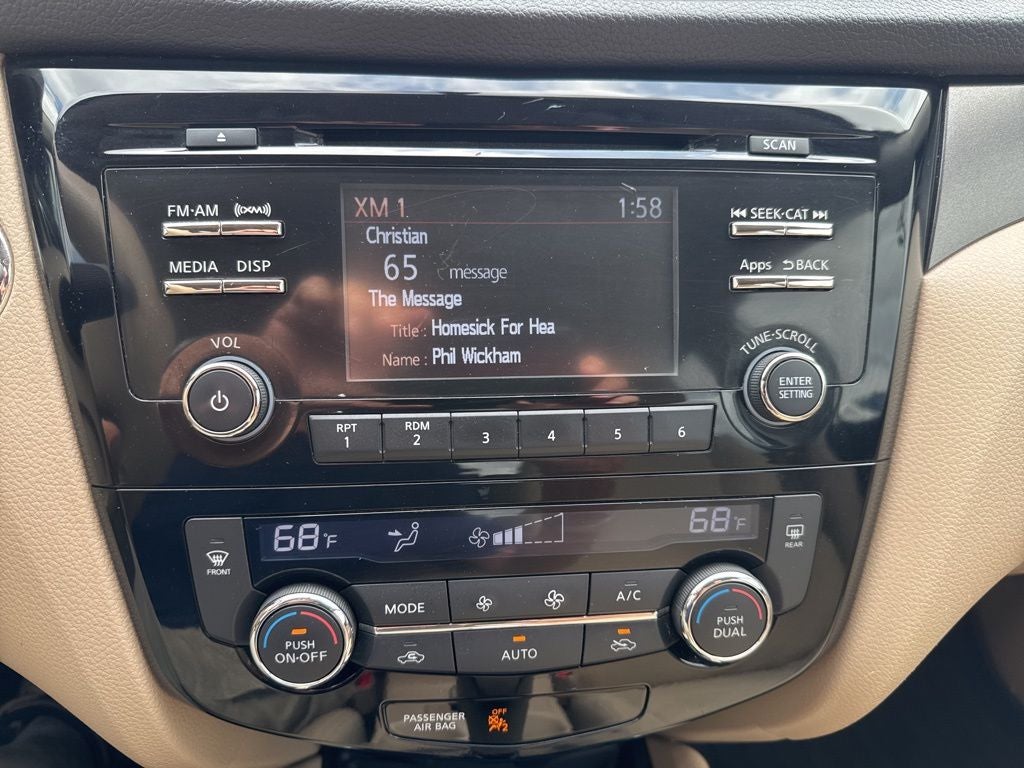 SCAN
FM·AM ((XM))
SEEK·CAT
MEDIA DISP
Apps BACK
XM 1 1:58
Christian
65 message
The Message
Title : Homesick For Hea
Name : Phil Wickham
VOL
TUNE·SCROLL
ENTER
SETTING
RPT
1
RDM
2
3
4
5
6
68°F
68°F
FRONT
REAR
MODE
A/C
PUSH
ON·OFF
AUTO
PUSH
DUAL
PASSENGER
AIR BAG
OFF
2